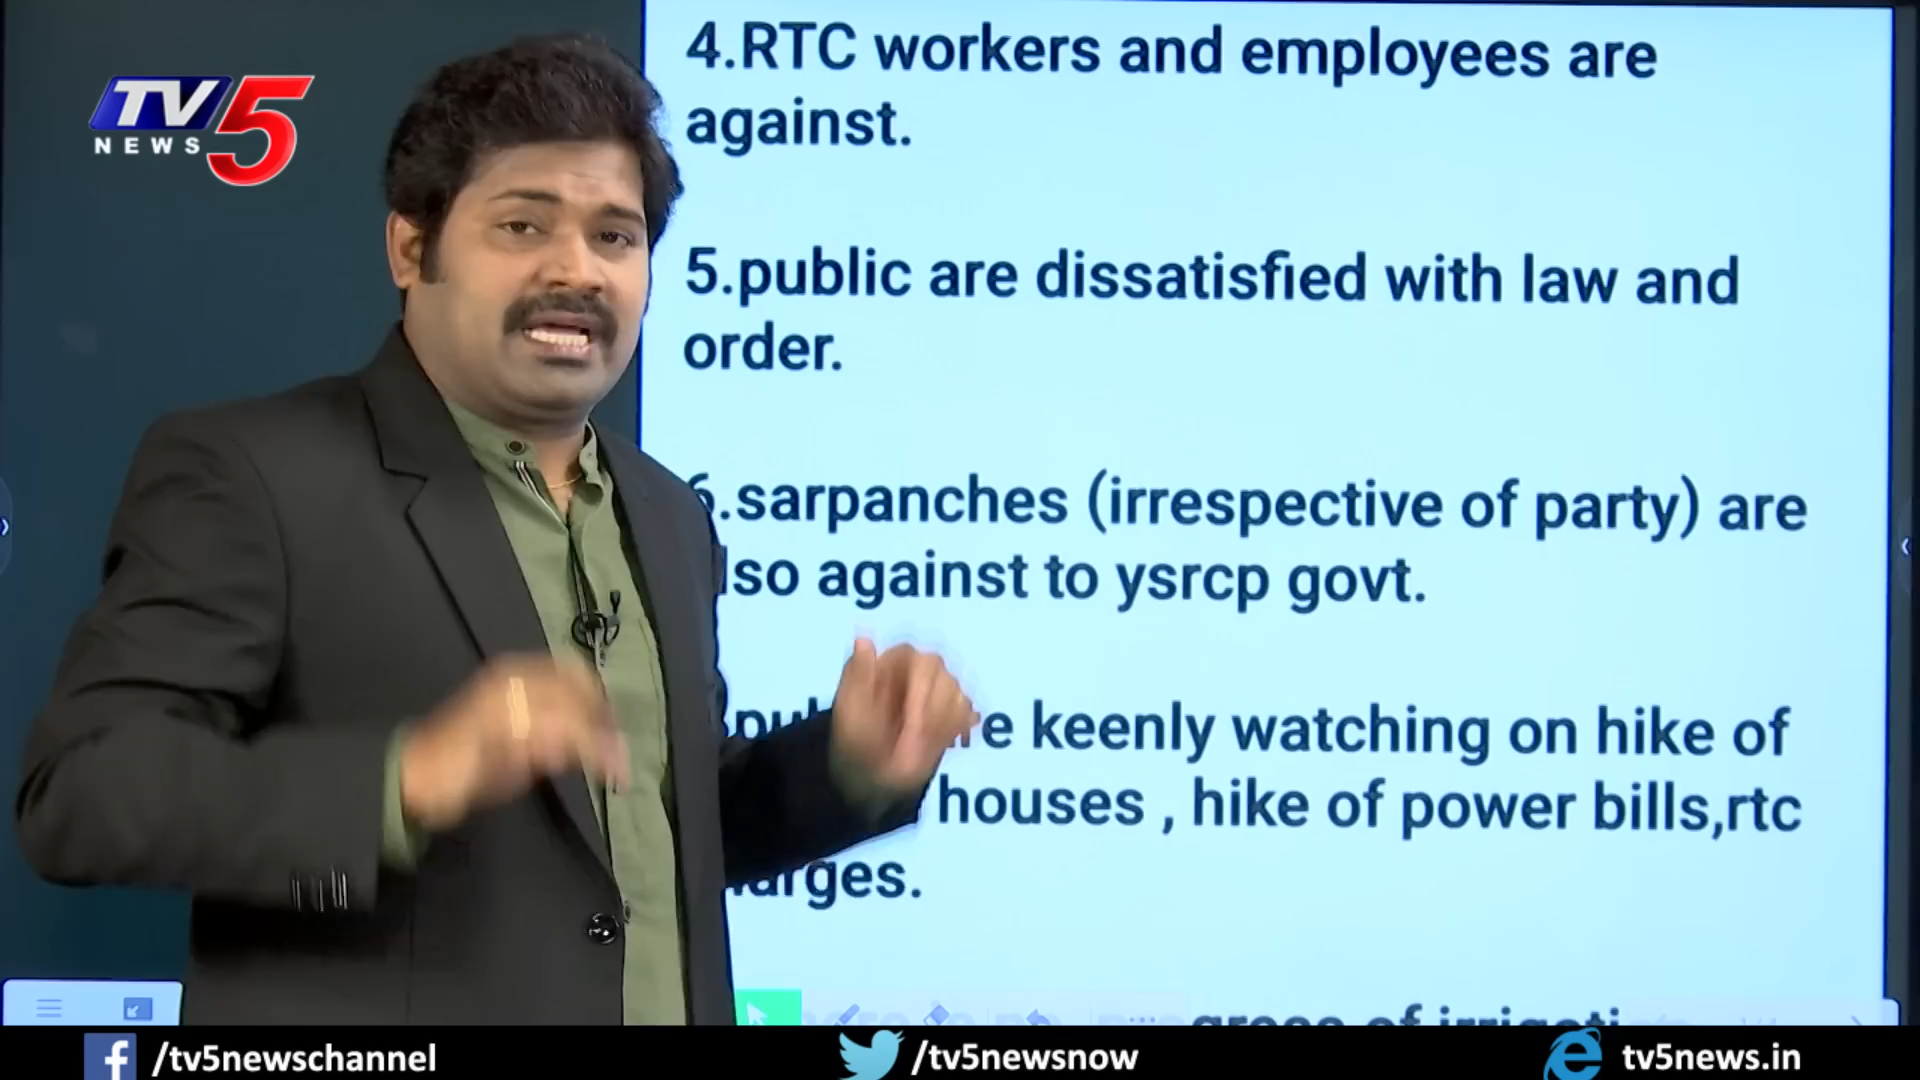 TV5
NEWS
4.RTC workers and employees are
against.
5.public are dissatisfied with law and
order.
.sarpanches (irrespective of party) are
against to ysrcp govt.
keenly watching on hike of
houses , hike of power bills,rtc
/tv5newschannel
/tv5newsnow
tv5news.in